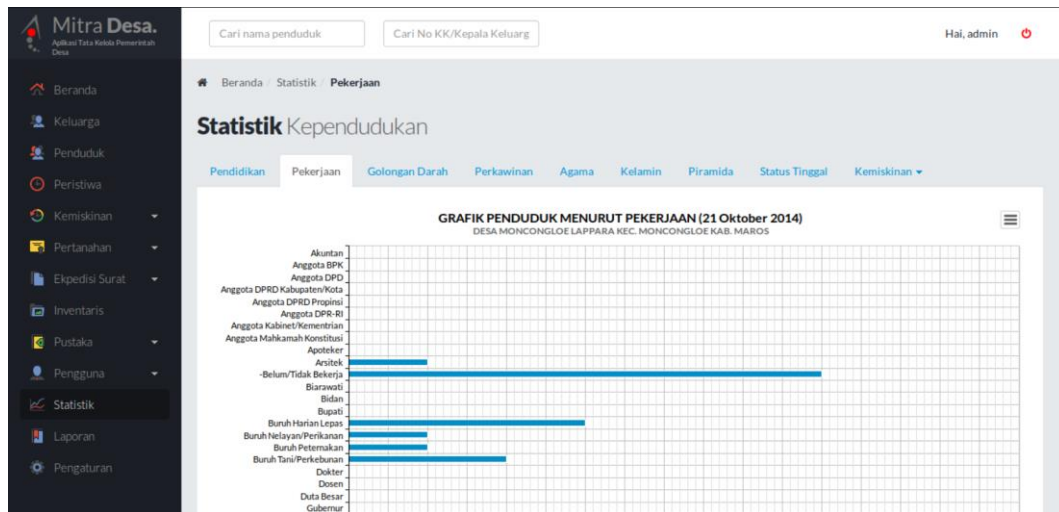 Mitra Desa.
Aplikasi Tata Kelola Pemerintah
Desa
Cari nama penduduk
Cari No KK/Kepala Keluarg
Hai, admin
Beranda
Keluarga
Penduduk
Peristiwa
Kemiskinan
Pertanahan
Ekpedisi Surat
Inventaris
Pustaka
Pengguna
Statistik
Laporan
Pengaturan
Beranda / Statistik / Pekerjaan
Statistik Kependudukan
Pendidikan
Pekerjaan
Golongan Darah
Perkawinan
Agama
Kelamin
Piramida
Status Tinggal
Kemiskinan
GRAFIK PENDUDUK MENURUT PEKERJAAN (21 Oktober 2014)
DESA MONCONGLOE LAPPARA KEC. MONCONGLOE KAB. MAROS
Akuntan
Anggota BPK
Anggota DPD
Anggota DPRD Kabupaten/Kota
Anggota DPRD Propinsi
Anggota DPR-RI
Anggota Kabinet/Kementrian
Anggota Mahkamah Konstitusi
Apoteker
Arsitek
-Belum/Tidak Bekerja
Biarawati
Bidan
Bupati
Buruh Harian Lepas
Buruh Nelayan/Perikanan
Buruh Peternakan
Buruh Tani/Perkebunan
Dokter
Dosen
Duta Besar
Gubernur